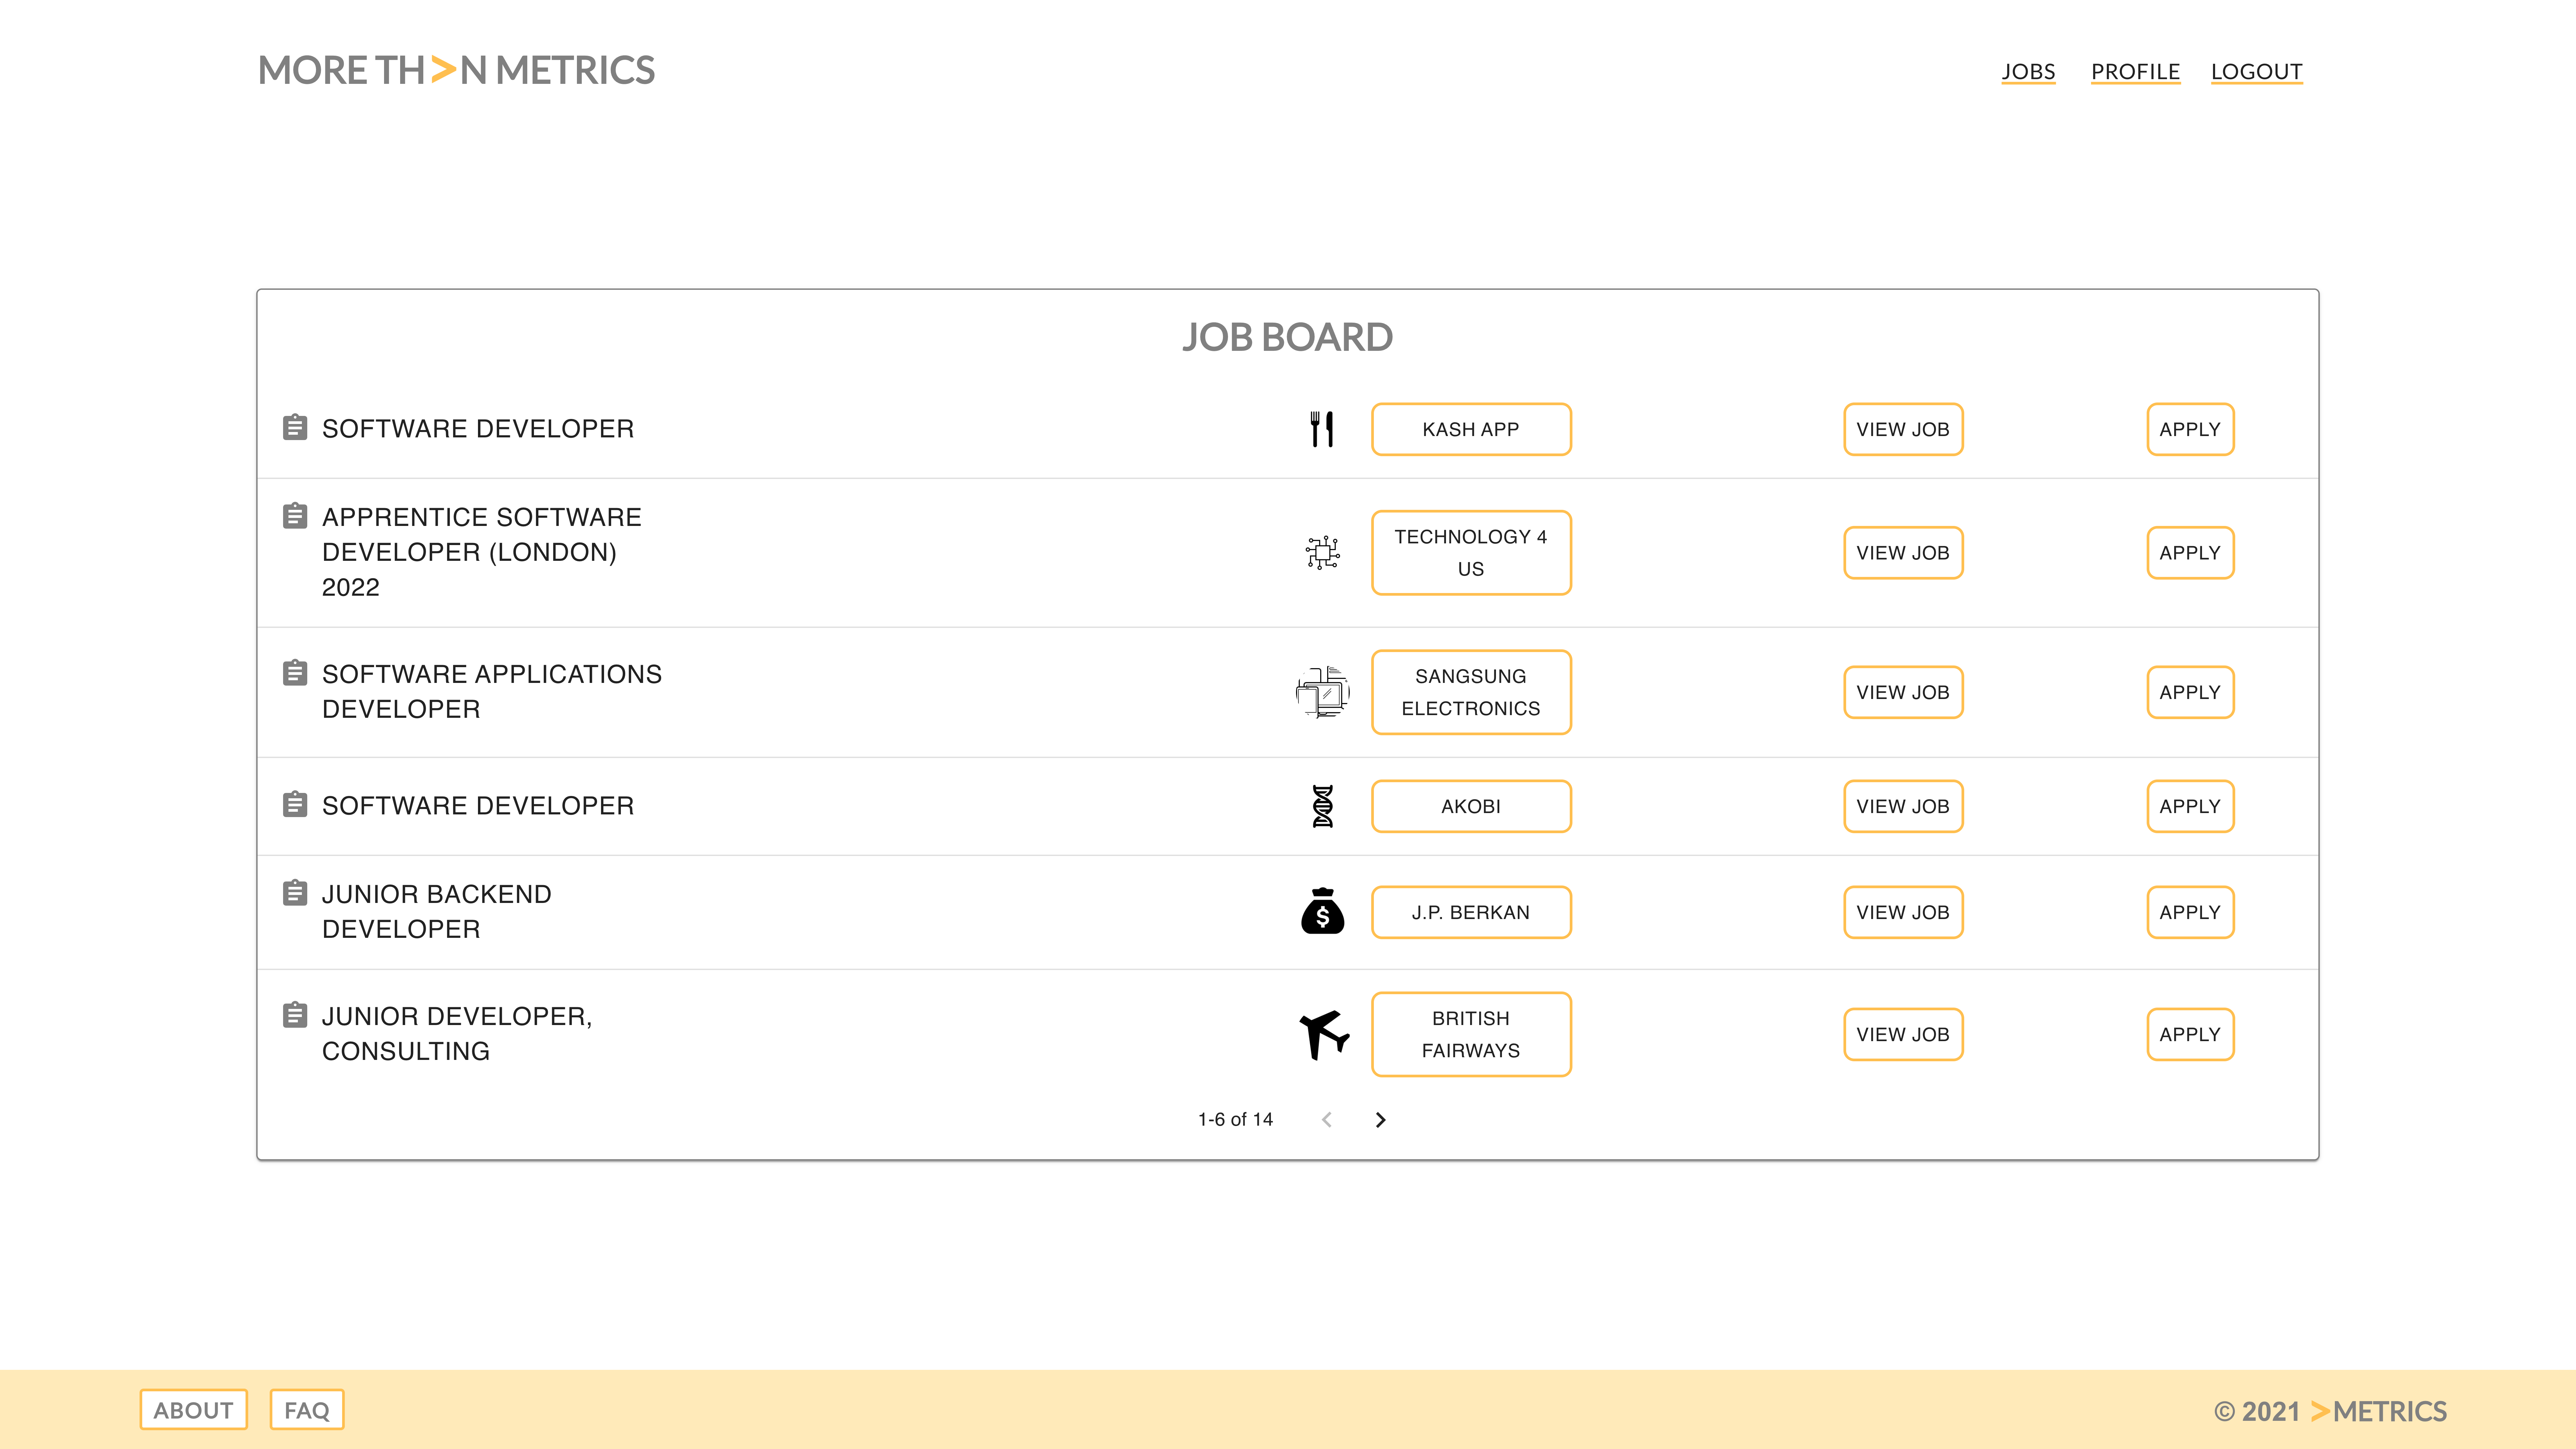 MORE TH>N METRICS
JOBS PROFILE LOGOUT
JOB BOARD
SOFTWARE DEVELOPER
KASH APP
VIEW JOB
APPLY
APPRENTICE SOFTWARE
DEVELOPER (LONDON)
2022
TECHNOLOGY 4
US
VIEW JOB
APPLY
SOFTWARE APPLICATIONS
DEVELOPER
SANGSUNG
ELECTRONICS
VIEW JOB
APPLY
SOFTWARE DEVELOPER
AKOBI
VIEW JOB
APPLY
JUNIOR BACKEND
DEVELOPER
$
J.P. BERKAN
VIEW JOB
APPLY
JUNIOR DEVELOPER,
CONSULTING
BRITISH
FAIRWAYS
VIEW JOB
APPLY
1-6 of 14
ABOUT
FAQ
© 2021 >METRICS